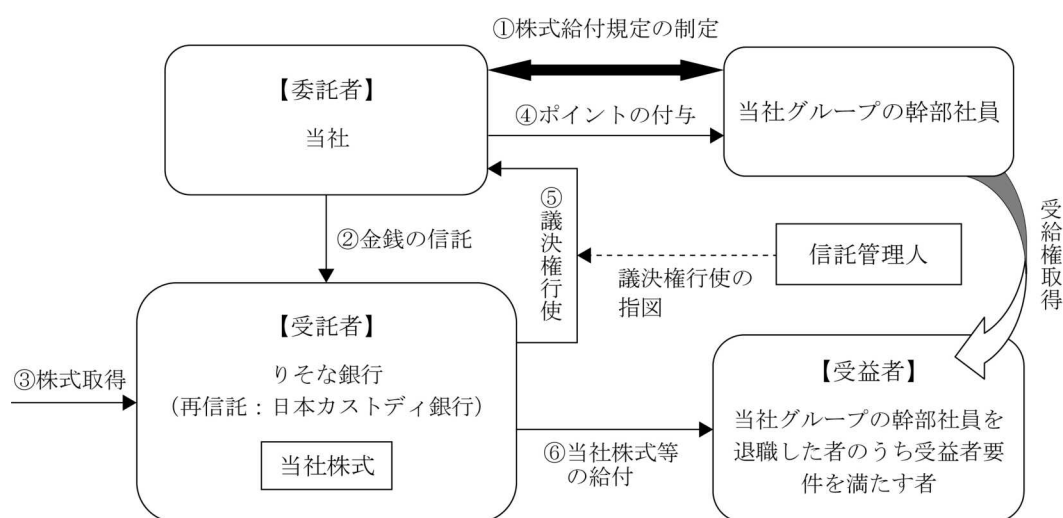 ①株式給付規定の制定
【委託者】
当社
④ポイントの付与
当社グループの幹部社員
②金銭の信託
⑤議決権行使
議決権行使の
指図
信託管理人
受給権取得
③株式取得
【受託者】
りそな銀行
(再信託：日本カストディ銀行)
当社株式
⑥当社株式等
の給付
【受益者】
当社グループの幹部社員を
退職した者のうち受益者要
件を満たす者